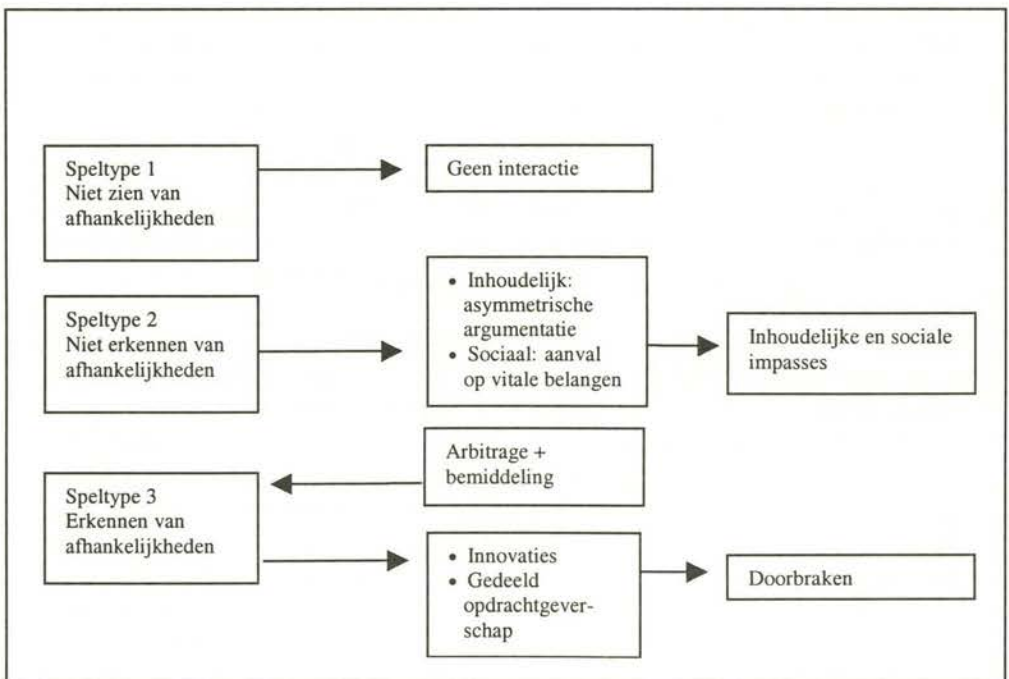 Speltype 1
Niet zien van
afhankelijkheden
Geen interactie
Speltype 2
Niet erkennen van
afhankelijkheden
• Inhoudelijk:
asymmetrische
argumentatie
• Sociaal: aanval
op vitale belangen
Inhoudelijke en sociale
impasses
Arbitrage +
bemiddeling
Speltype 3
Erkennen van
afhankelijkheden
• Innovaties
• Gedeeld
opdrachtgever-
schap
Doorbraken